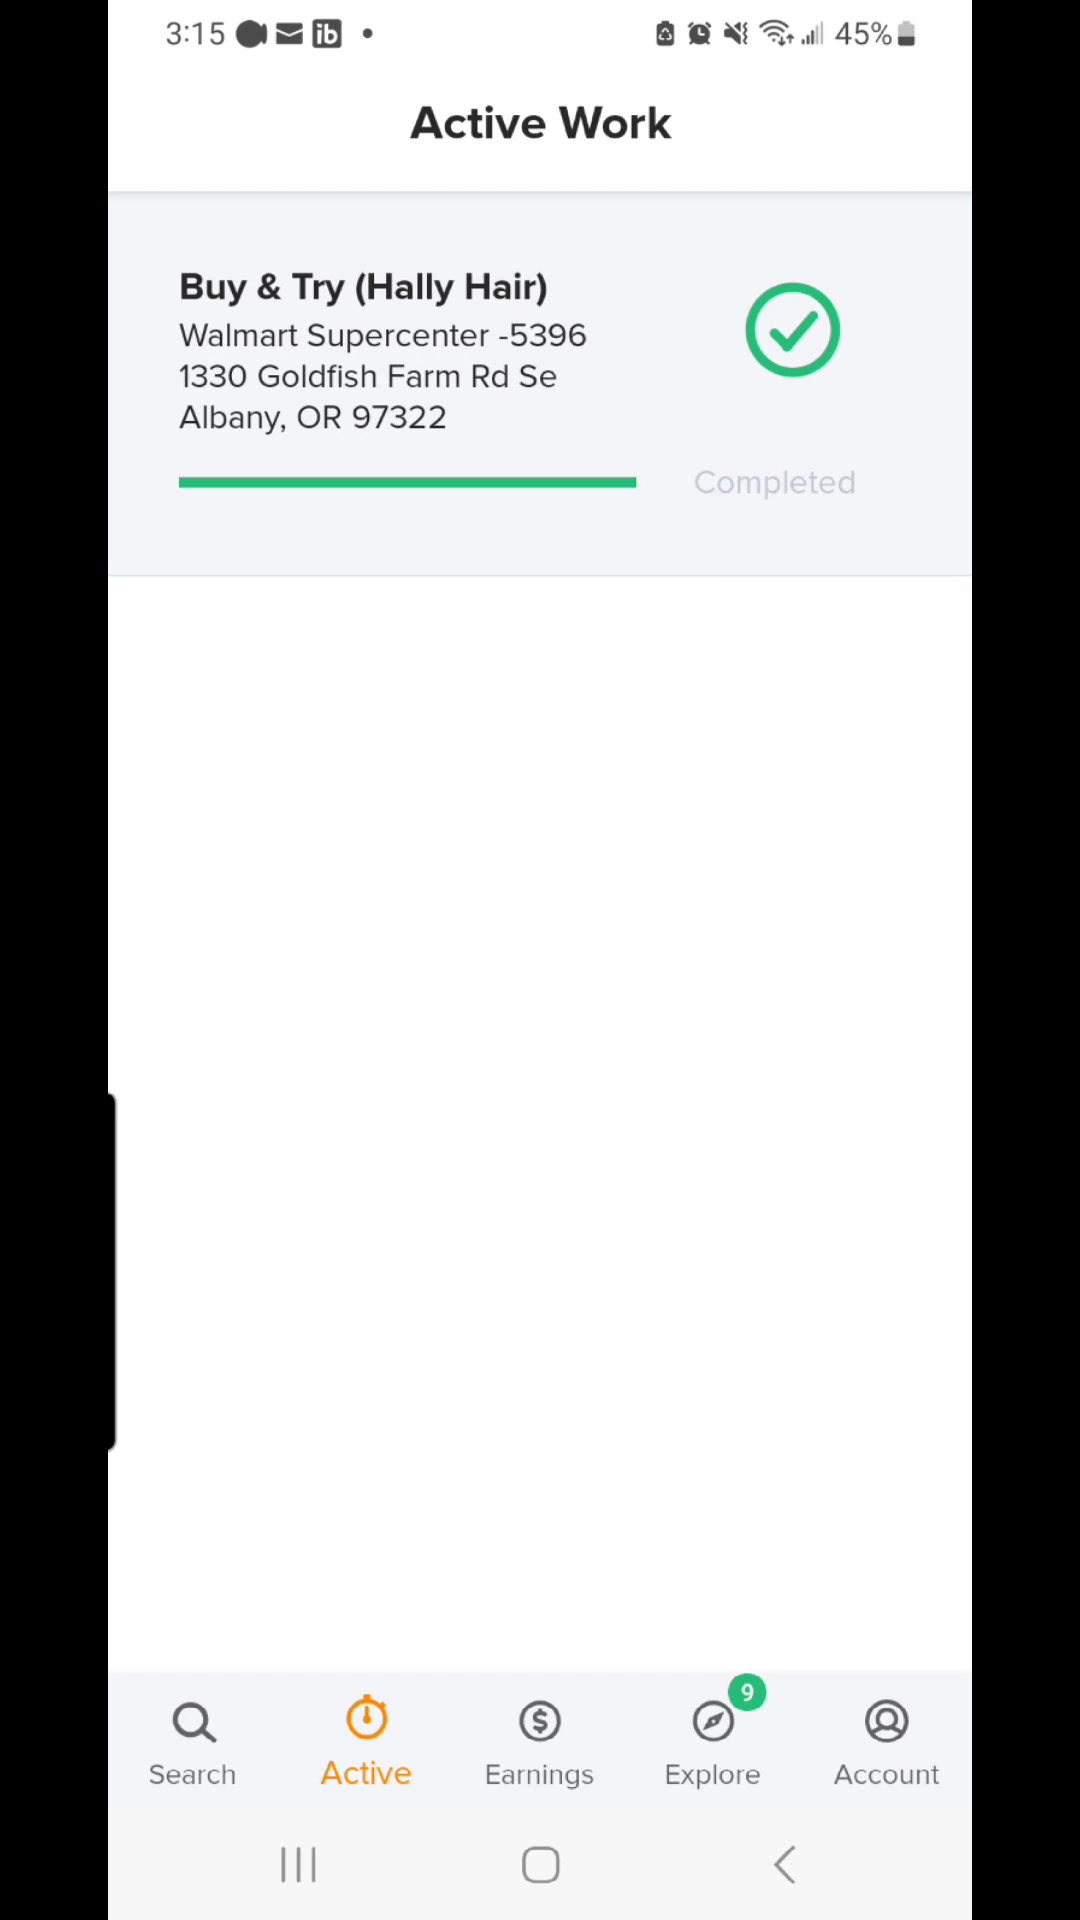 3:15 ib 45%
Active Work
Buy & Try (Hally Hair)
Walmart Supercenter -5396
1330 Goldfish Farm Rd Se
Albany, OR 97322
Completed
9
Search Active Earnings Explore Account